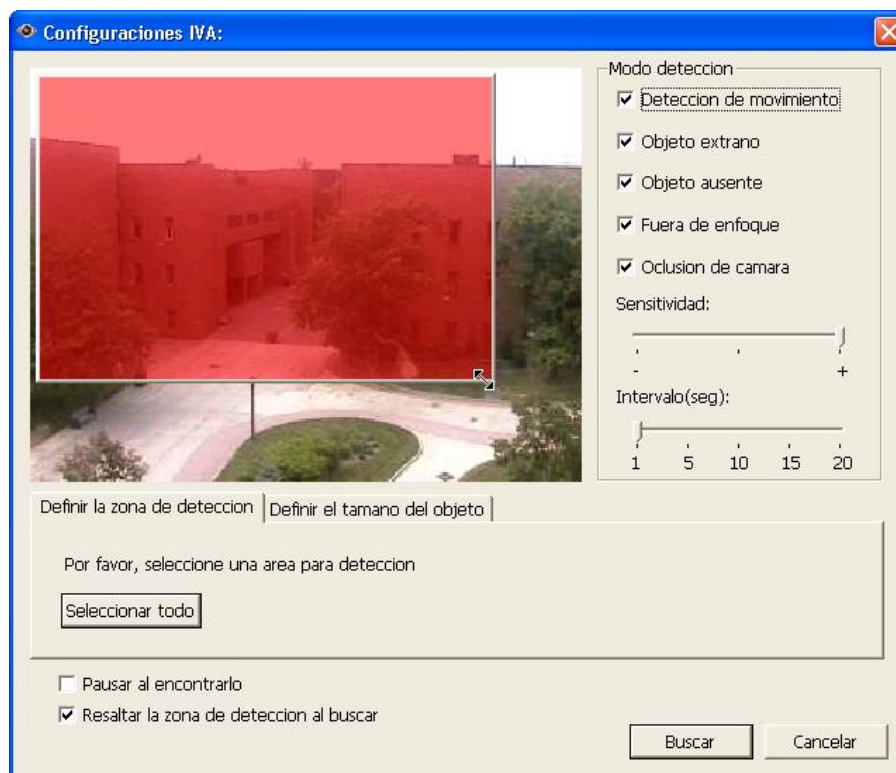 Configuraciones IVA:
Modo deteccion
Deteccion de movimiento
Objeto extrano
Objeto ausente
Fuera de enfoque
Oclusion de camara
Sensitividad:
- +
Intervalo(seg):
1 5 10 15 20
Definir la zona de deteccion Definir el tamano del objeto
Por favor, seleccione una area para deteccion
Seleccionar todo
Pausar al encontrarlo
Resaltar la zona de deteccion al buscar
Buscar Cancelar